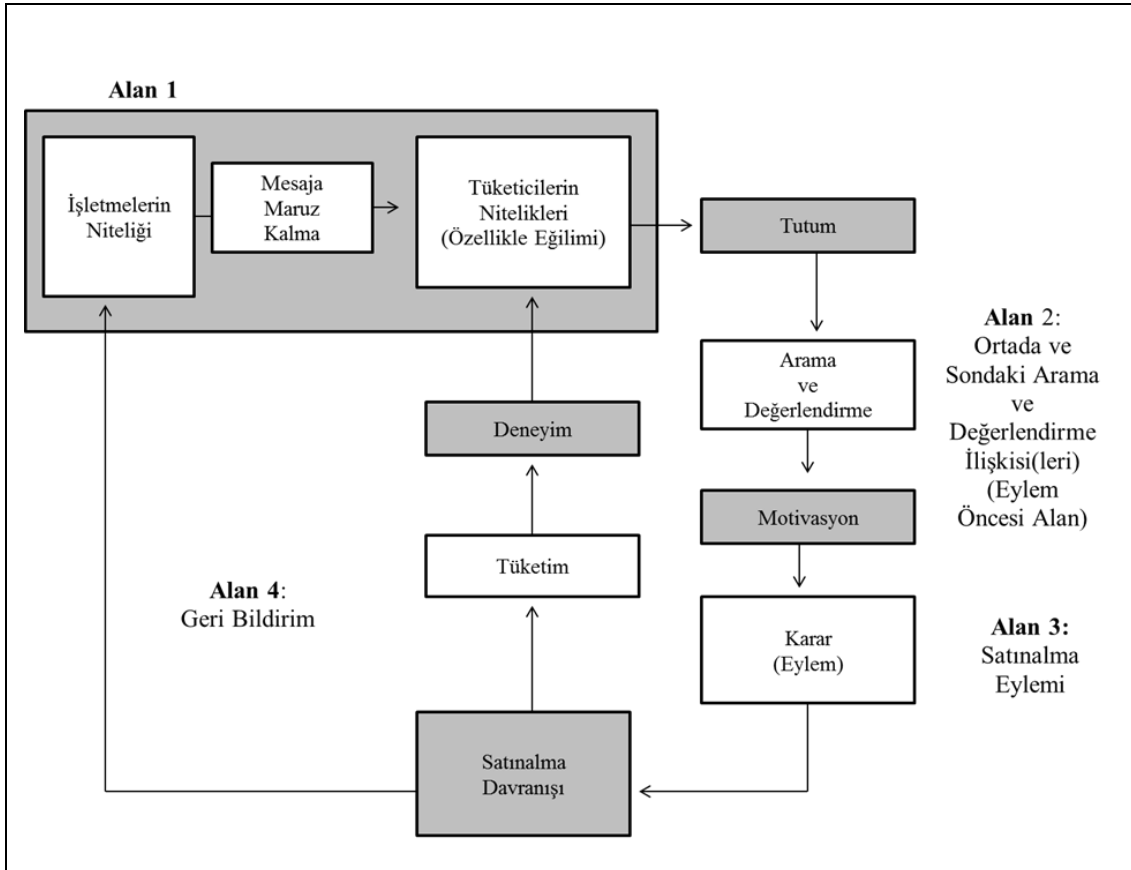 Alan 1
İşletmelerin
Niteliği
Mesaja
Maruz
Kalma
Tüketicilerin
Nitelikleri
(Özellikle Eğilimi)
Tutum
Arama
ve
Değerlendirme
Alan 2:
Ortada ve
Sondaki Arama
ve
Değerlendirme
İlişkisi(leri)
(Eylem
Öncesi Alan)
Motivasyon
Deneyim
Tüketim
Alan 4:
Geri Bildirim
Karar
(Eylem)
Alan 3:
Satınalma
Eylemi
Satınalma
Davranışı